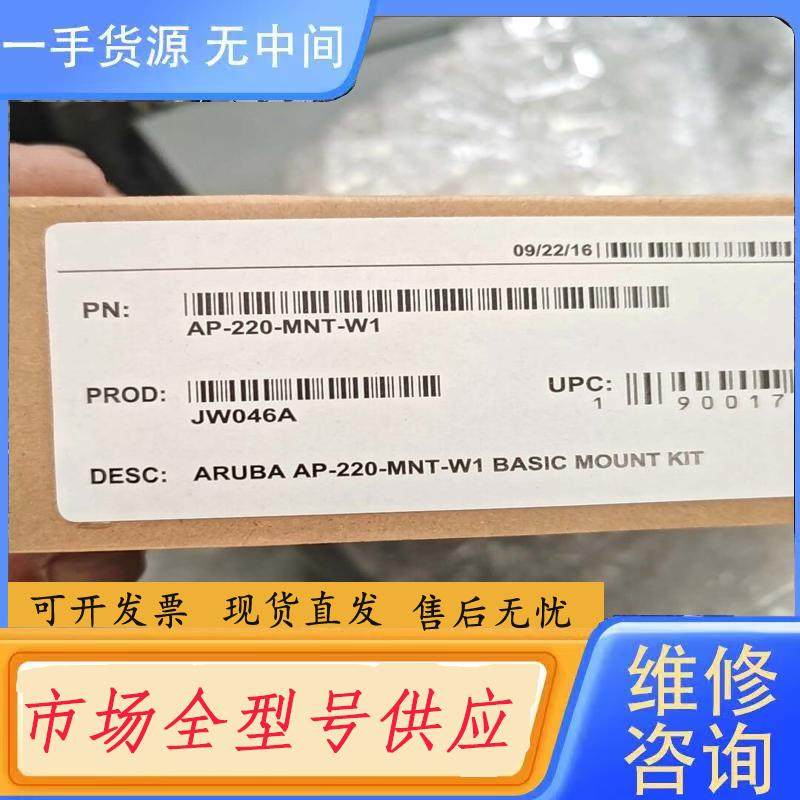 一手货源 无中间
09/22/16
PN:
AP-220-MNT-W1
PROD:
JW046A
UPC:
1 90017
DESC: ARUBA AP-220-MNT-W1 BASIC MOUNT KIT
可开发票 现货直发 售后无忧
市场全型号供应
维修
咨询